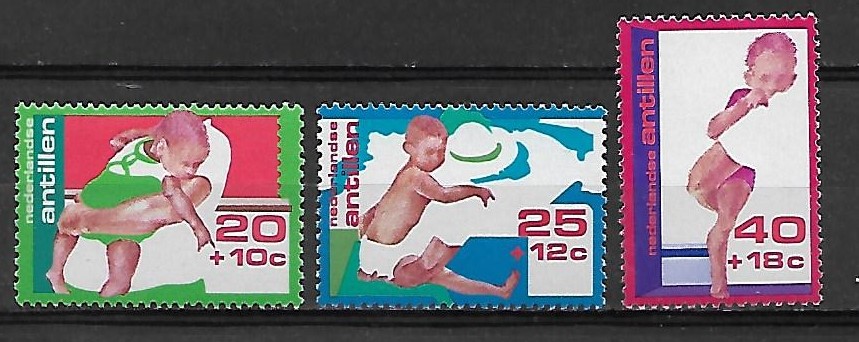 nederlandse
antillen
20
+10c
nederlandse
antillen
25
+12c
nederlandse antillen
40
+18c